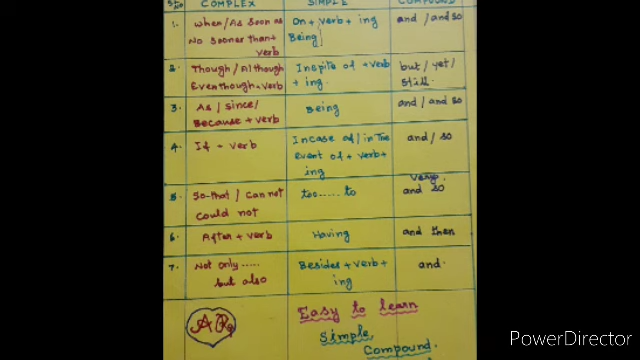 S.no COMPLEX SIMPLE COMPOUND
1. When/As soon as On + verb + ing and / and so
No sooner than + Being
verb
2. Though/Although Inspite of + verb but/ yet/
Eventhough + verb + ing. still.
3. As / since/ Being and / and so
Because + verb
4. If + verb Incase of / in The and / so
event of + verb +
ing
5. So-that / Can not too..... to very
could not and so
6. After + verb Having and then
7. Not only ..... Besides + verb + and.
but also ing
Easy to learn
Simple
Compound.
PowerDirector